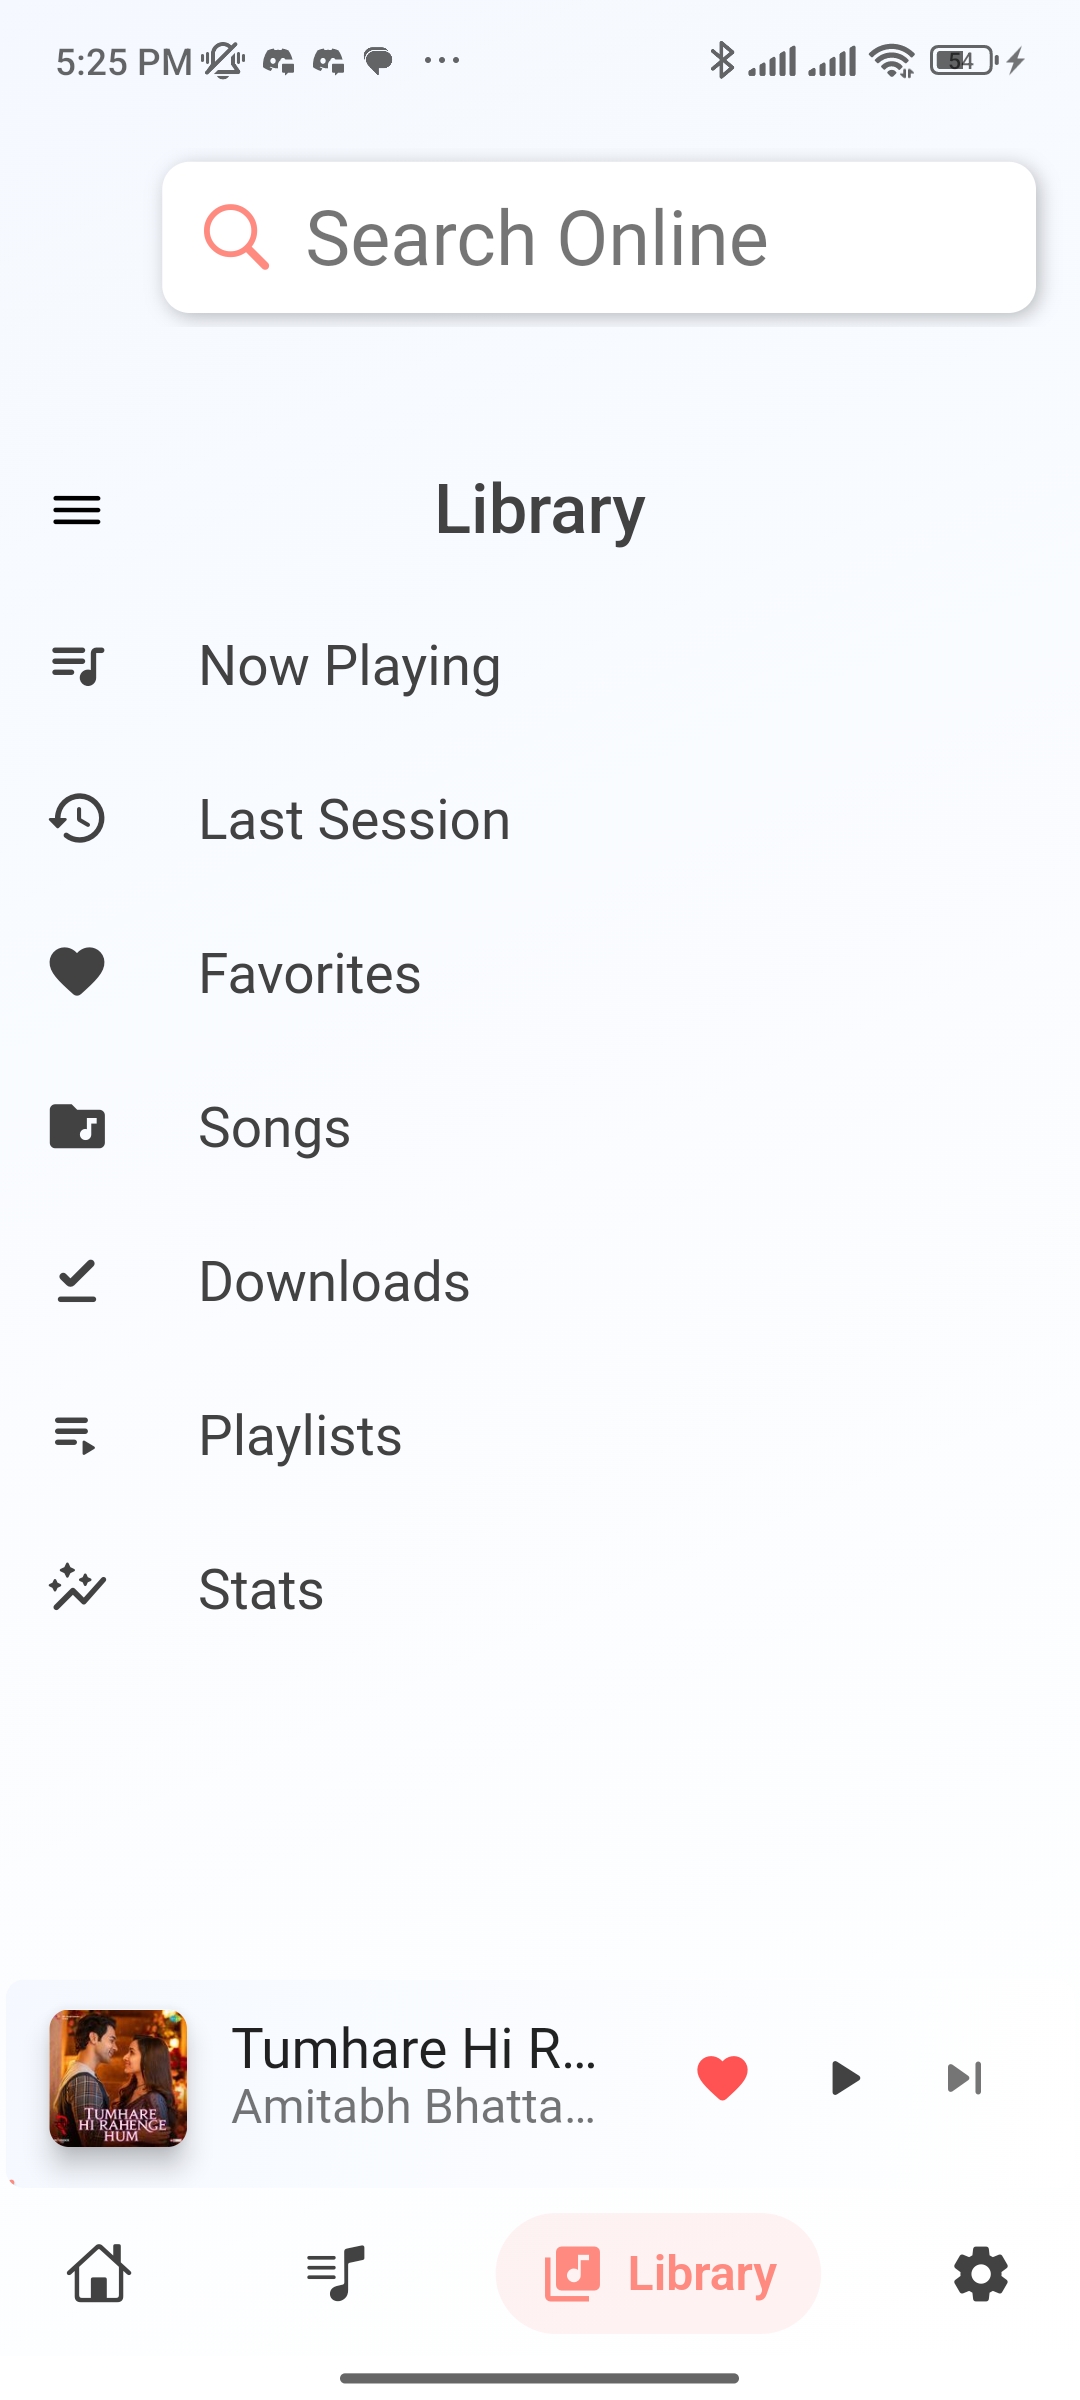 5:25 PM
54
Search Online
Library
Now Playing
Last Session
Favorites
Songs
Downloads
Playlists
Stats
TUMHARE
HI RAHENGE
HUM
Tumhare Hi R...
Amitabh Bhatta...
Library